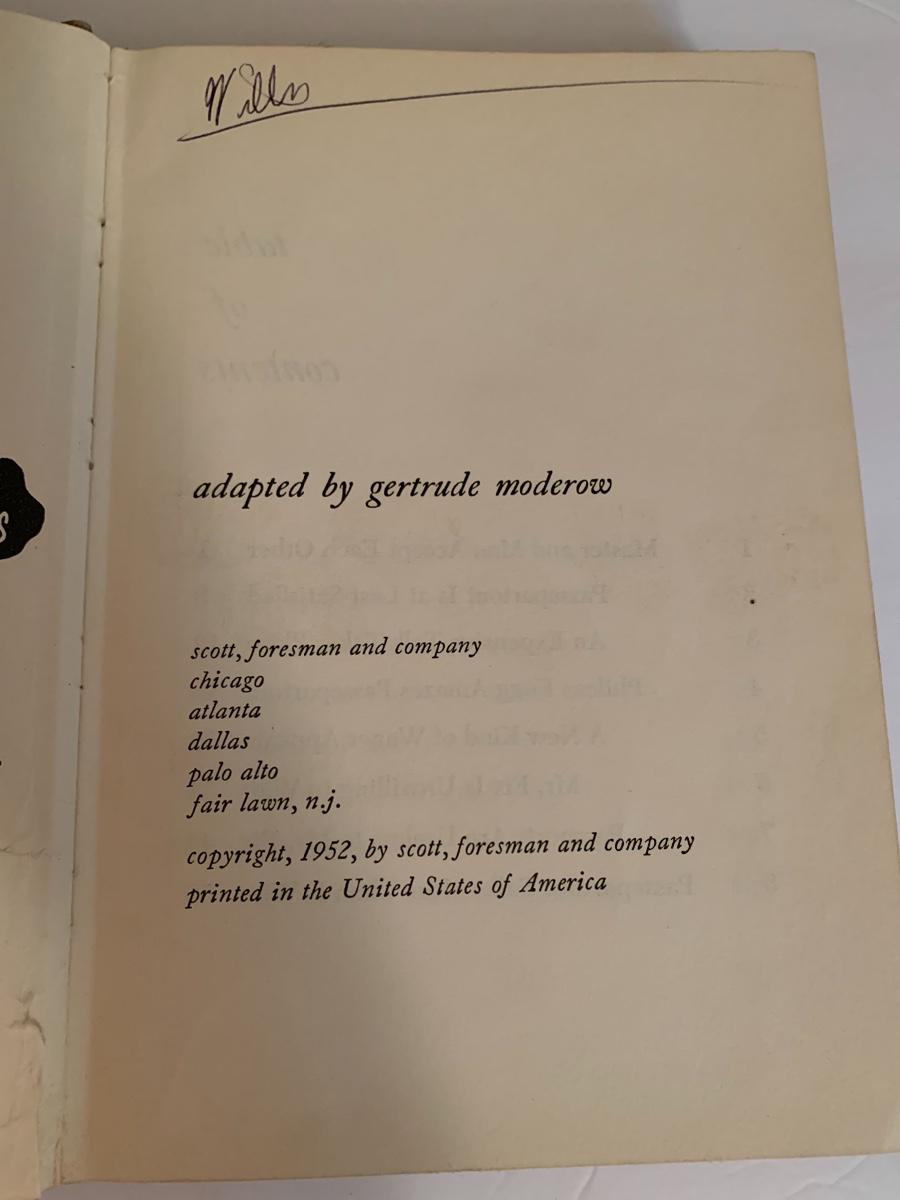 adapted by gertrude moderow
scott, foresman and company
chicago
atlanta
dallas
palo alto
fair lawn, n.j.
copyright, 1952, by scott, foresman and company
printed in the United States of America